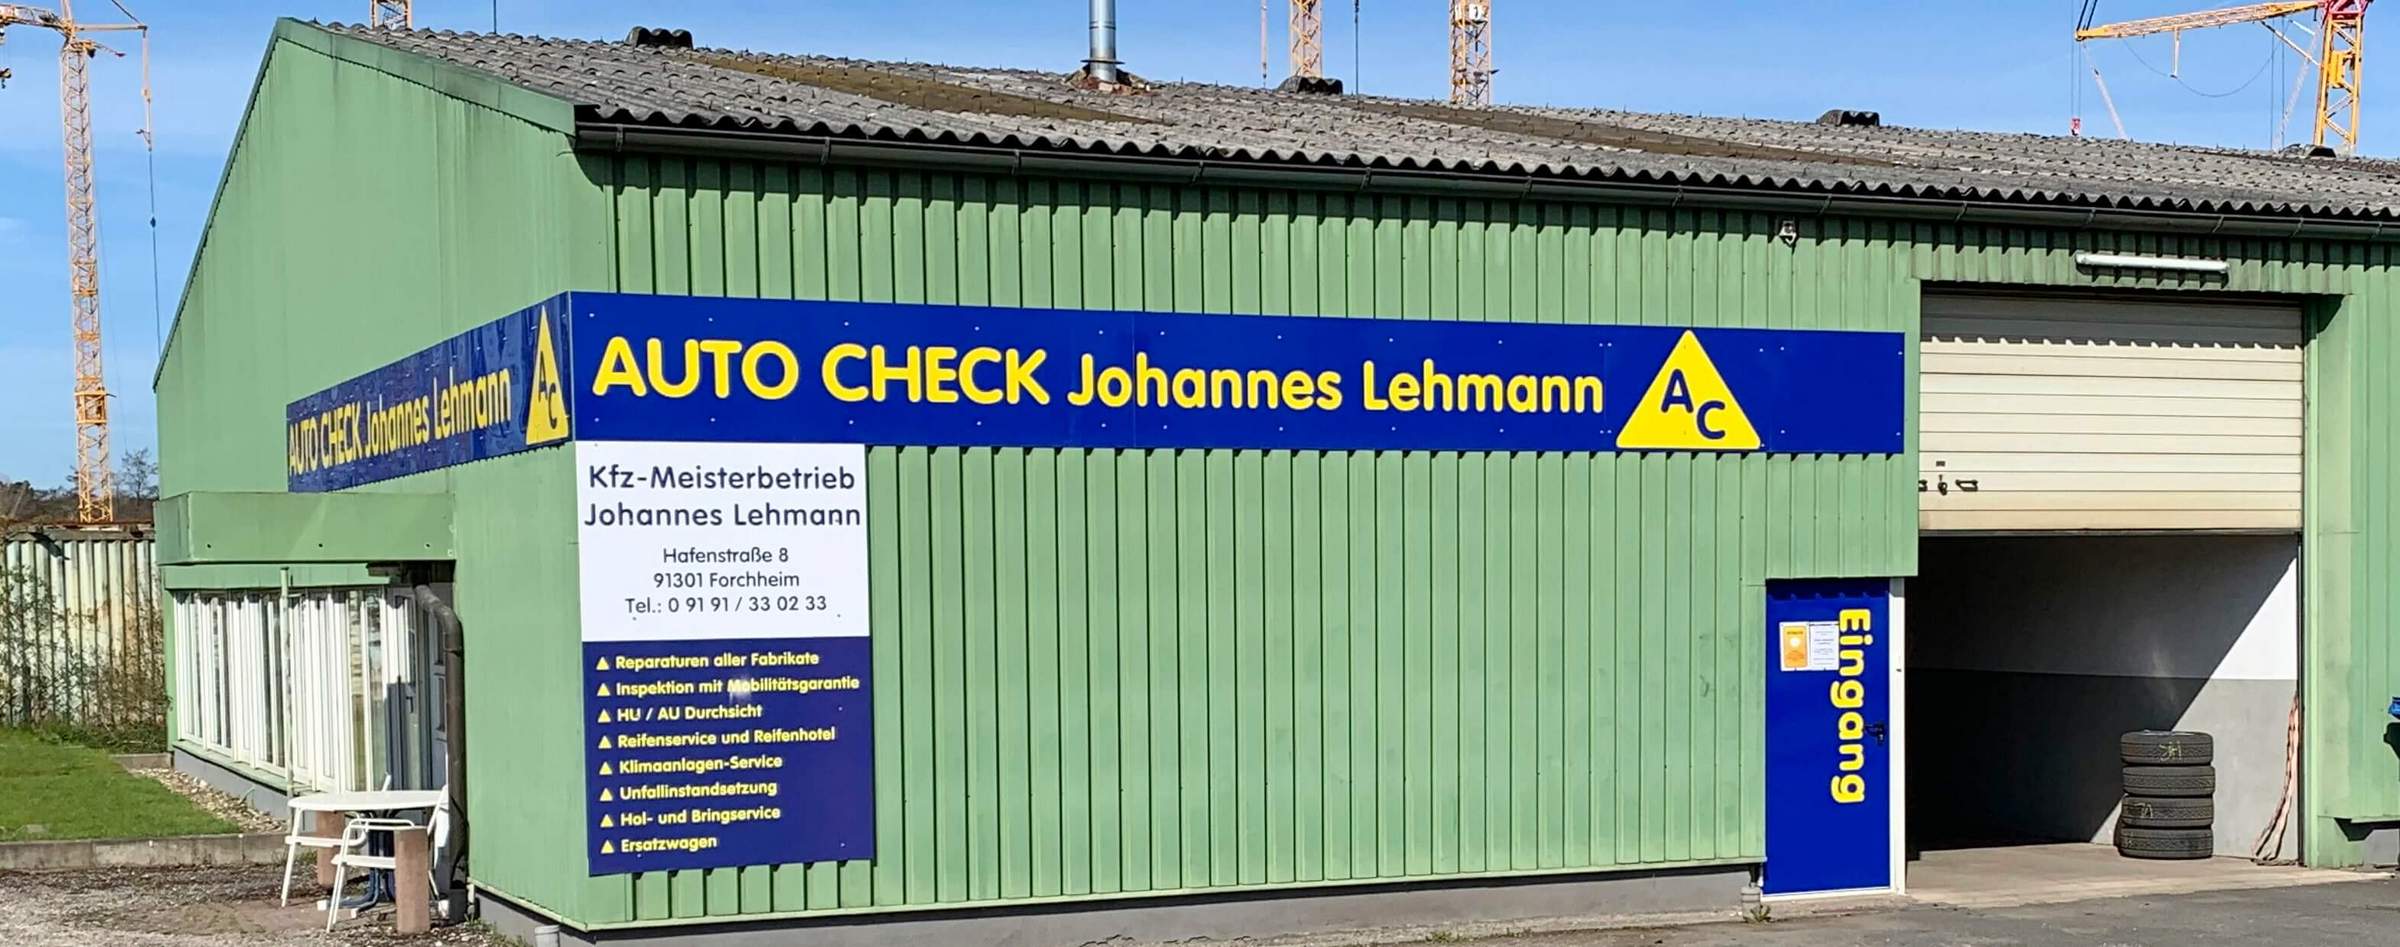 AUTO CHECK Johannes Lehmann AC
AUTO CHECK Johannes Lehmann AC
Kfz-Meisterbetrieb
Johannes Lehmann
Hafenstraße 8
91301 Forchheim
Tel.: 0 91 91 / 33 02 33
Reparaturen aller Fabrikate
Inspektion mit Mobilitätsgarantie
HU / AU Durchsicht
Reifenservice und Reifenhotel
Klimaanlagen-Service
Unfallinstandsetzung
Hol- und Bringservice
Ersatzwagen
Eingang